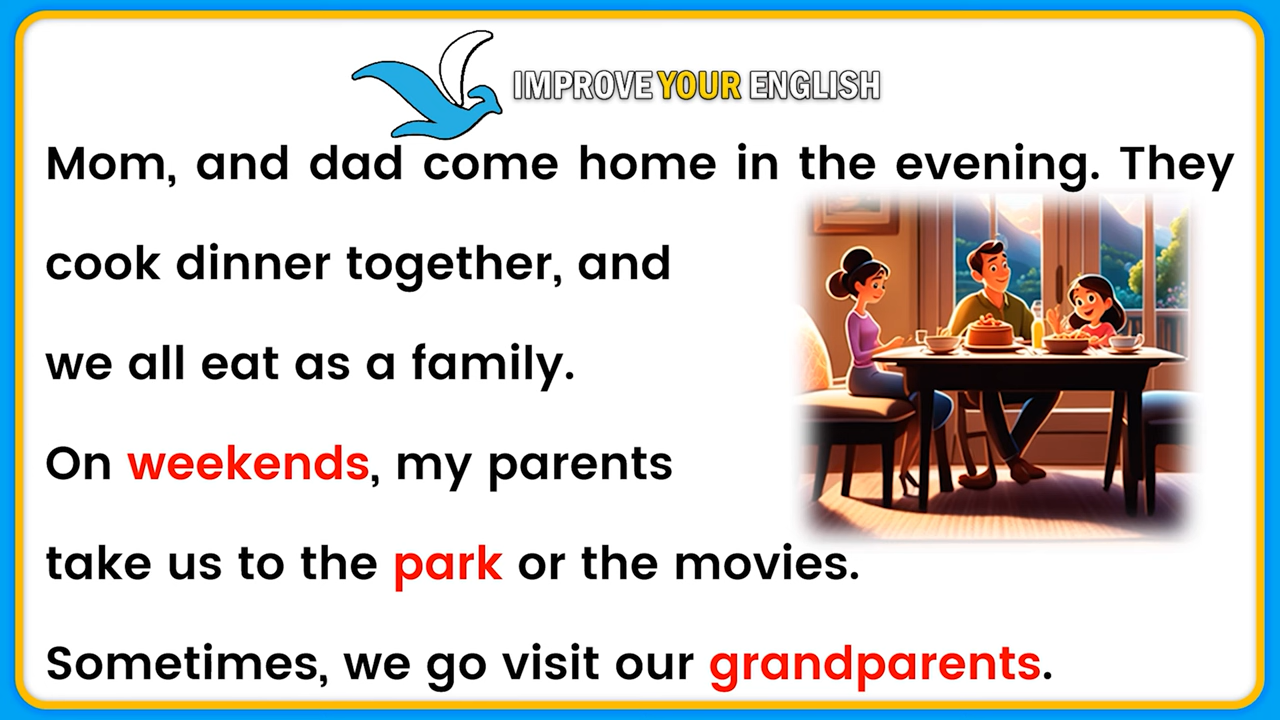 IMPROVE YOUR ENGLISH
Mom, and dad come home in the evening. They
cook dinner together, and
we all eat as a family.
On weekends, my parents
take us to the park or the movies.
Sometimes, we go visit our grandparents.